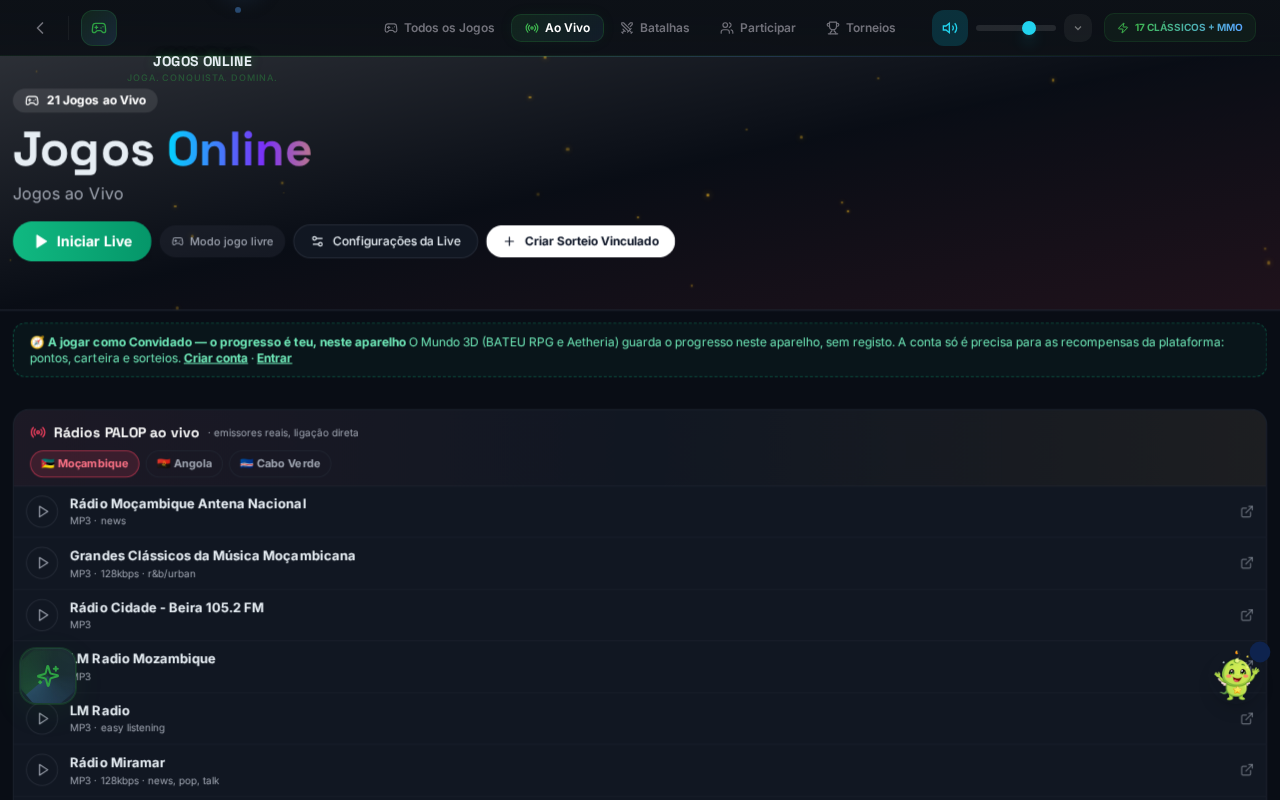 Todos os Jogos
Ao Vivo
Batalhas
Participar
Torneios
17 CLÁSSICOS + MMO
JOGOS ONLINE
JOGA. CONQUISTA. DOMINA.
21 Jogos ao Vivo
Jogos Online
Jogos ao Vivo
Iniciar Live
Modo jogo livre
Configurações da Live
Criar Sorteio Vinculado
A jogar como Convidado — o progresso é teu, neste aparelho O Mundo 3D (BATEU RPG e Aetheria) guarda o progresso neste aparelho, sem registo. A conta só é precisa para as recompensas da plataforma:
pontos, carteira e sorteios. Criar conta · Entrar
Rádios PALOP ao vivo · emissores reais, ligação direta
Moçambique
Angola
Cabo Verde
Rádio Moçambique Antena Nacional
MP3 · news
Grandes Clássicos da Música Moçambicana
MP3 · 128kbps · r&b/urban
Rádio Cidade - Beira 105.2 FM
MP3
LM Radio Mozambique
MP3
LM Radio
MP3 · easy listening
Rádio Miramar
MP3 · 128kbps · news, pop, talk